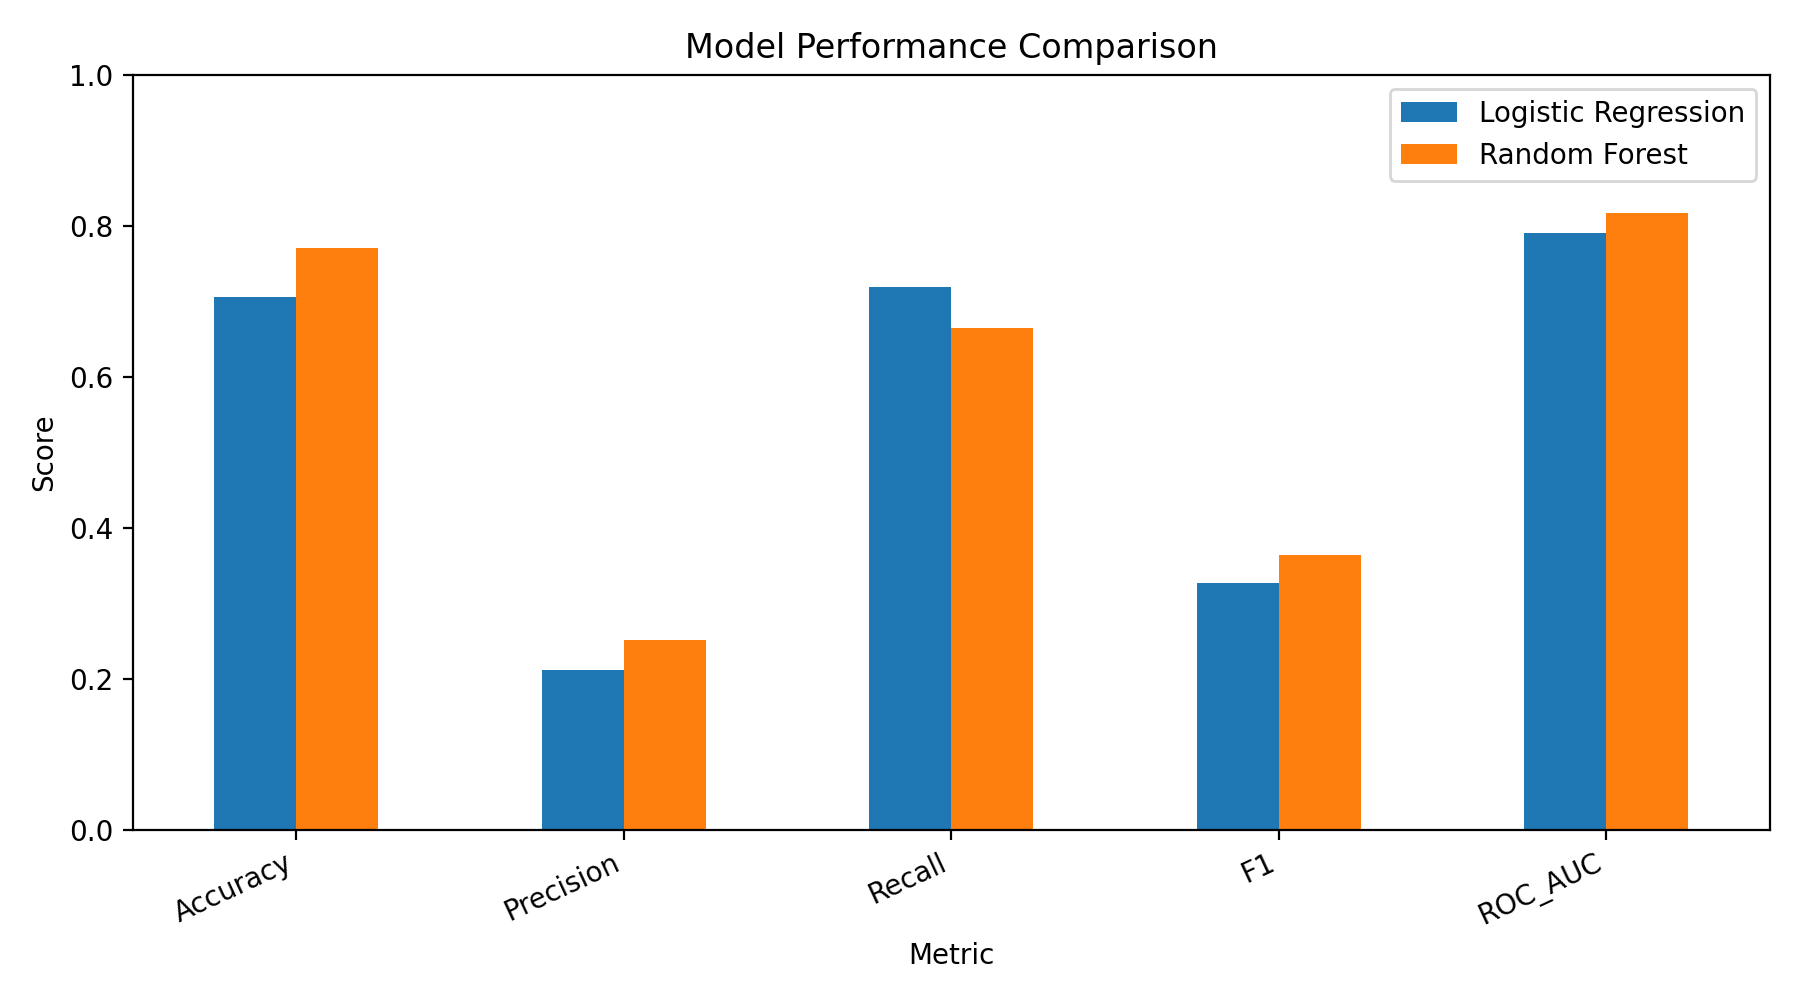 Model Performance Comparison
Logistic Regression
Random Forest
1.0
0.8
0.6
0.4
0.2
0.0
Score
Accuracy
Precision
Recall
F1
ROC_AUC
Metric